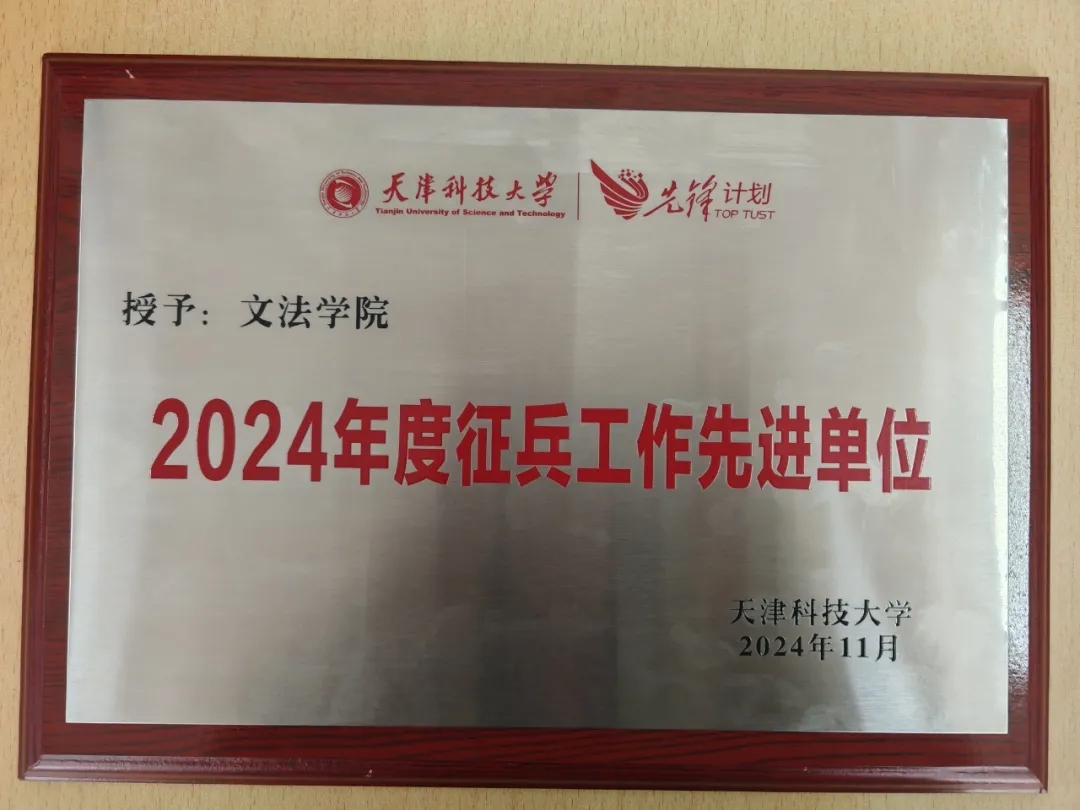 天津科技大学 先锋计划
Tianjin University of Science and Technology TOP TUST
授予：文法学院
2024年度征兵工作先进单位
天津科技大学
2024年11月